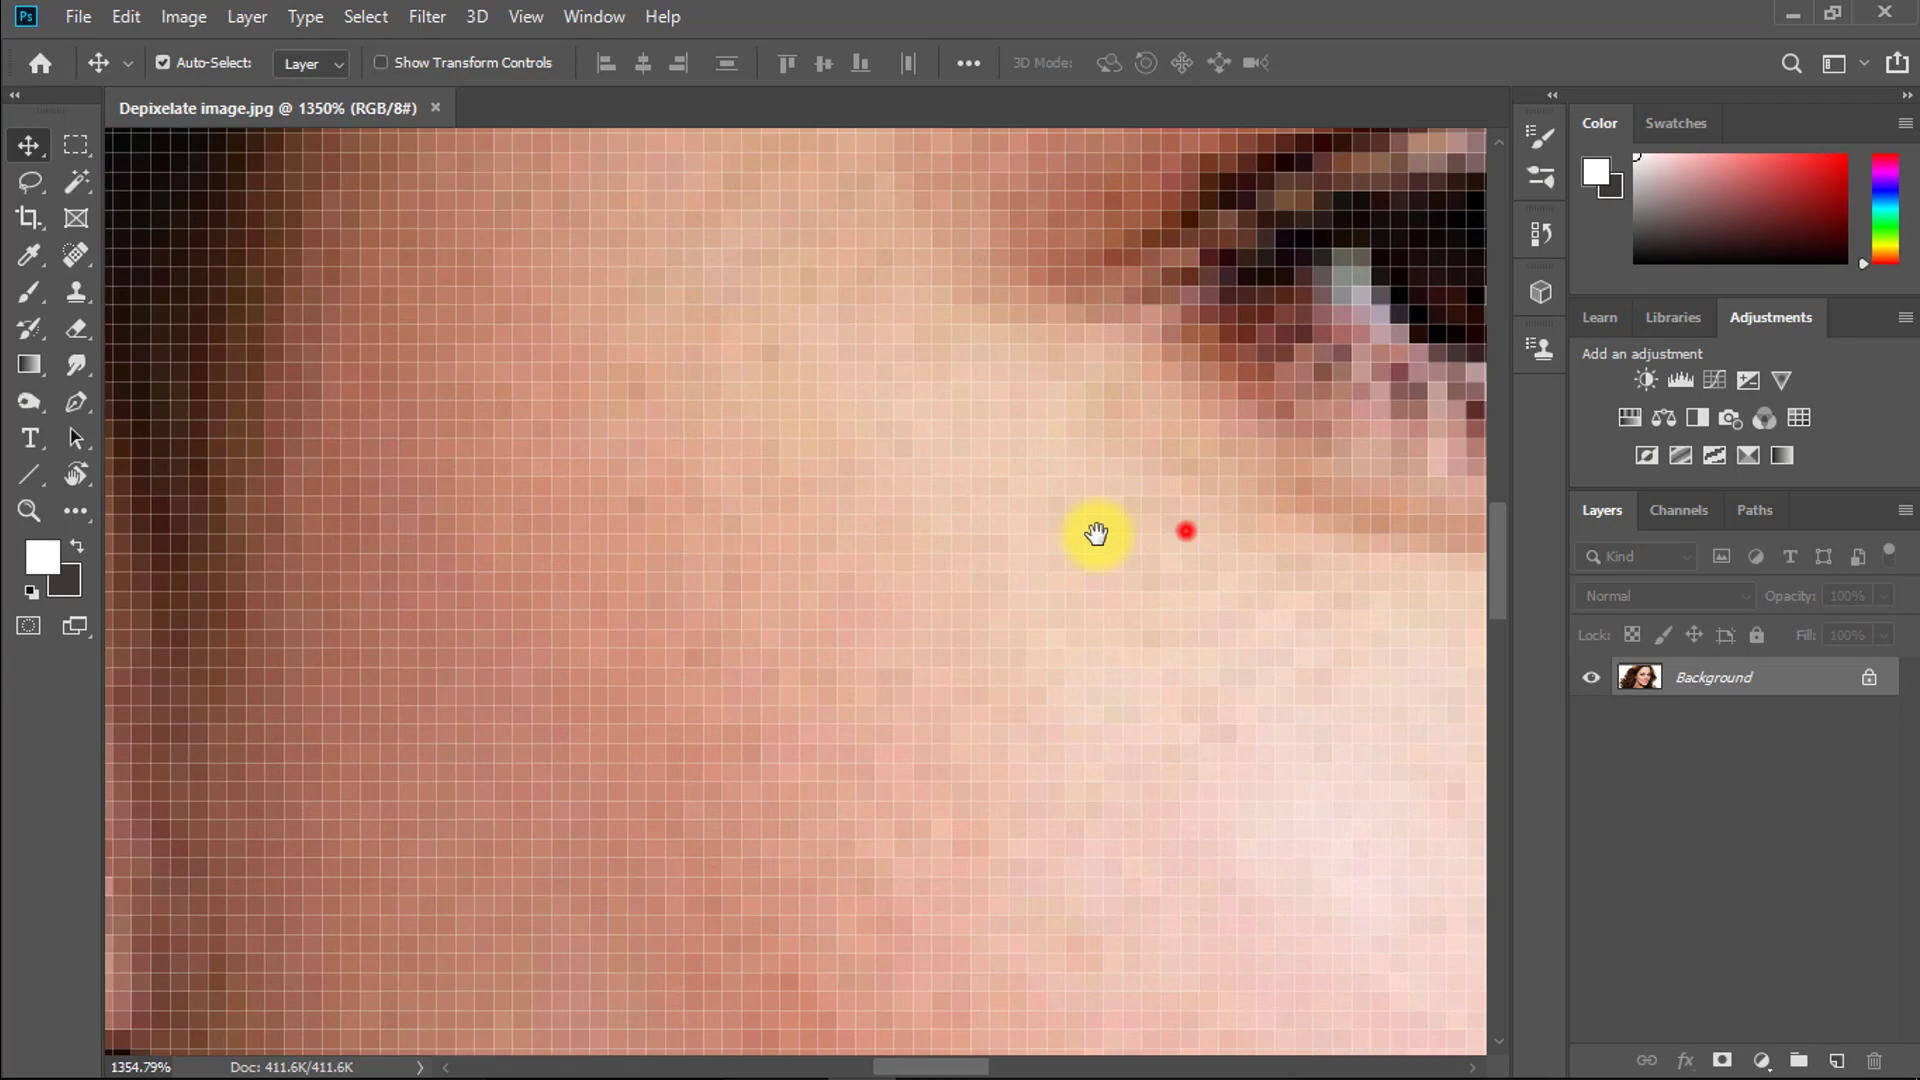 Ps File Edit Image Layer Type Select Filter 3D View Window Help
Auto-Select: Layer Show Transform Controls 3D Mode:
Depixelate image.jpg @ 1350% (RGB/8#)
Color Swatches
Learn Libraries Adjustments
Add an adjustment
Layers Channels Paths
Kind
Normal Opacity: 100%
Lock: Fill: 100%
Background
1354.79% Doc: 411.6K/411.6K